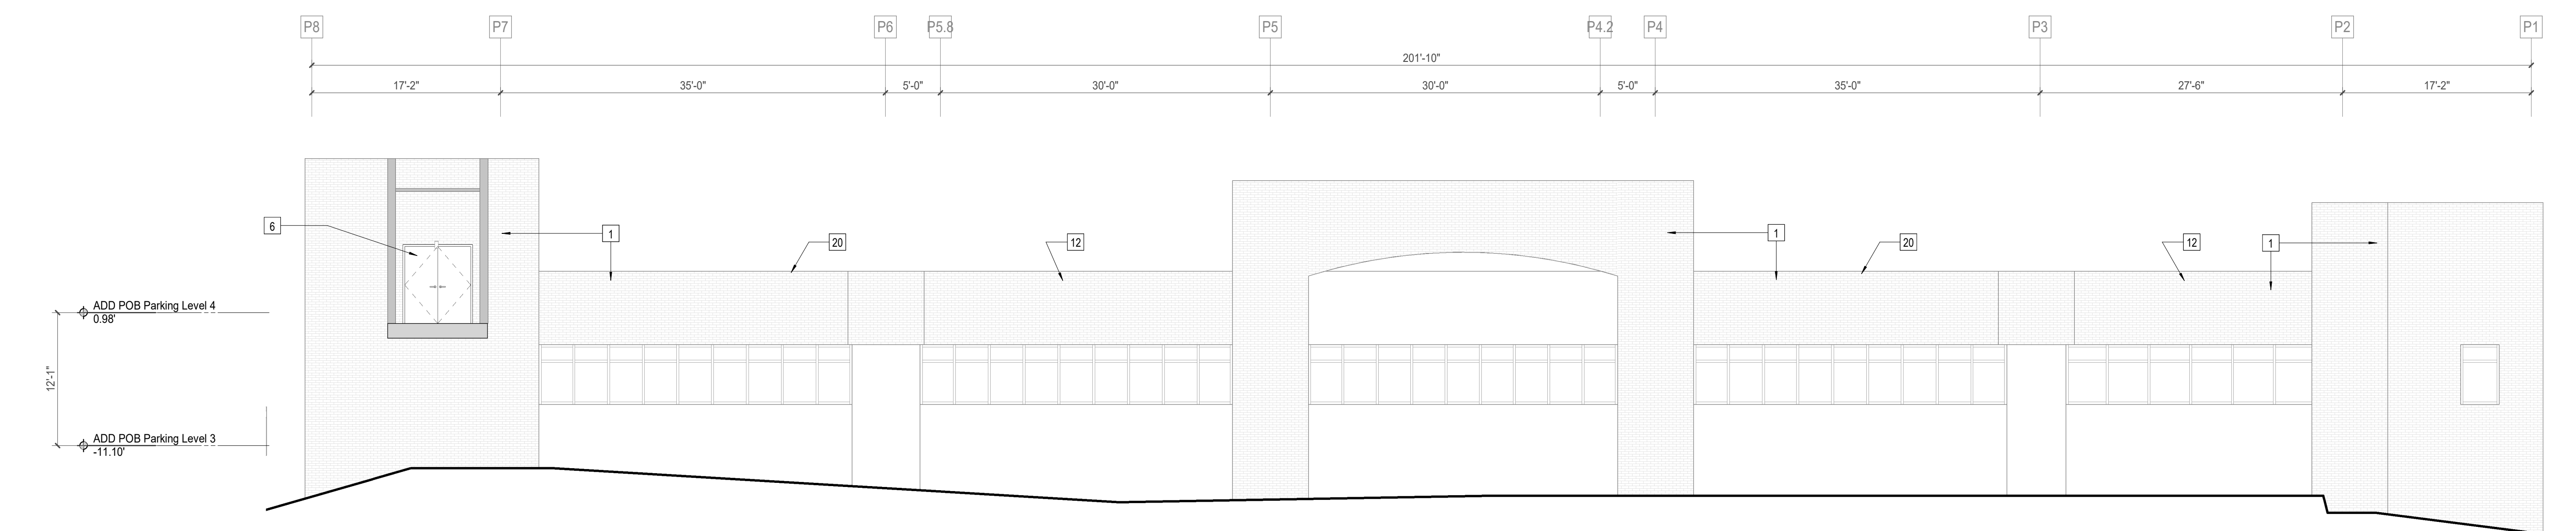 P8 P7 P6 P5.8 P5 P4.2 P4 P3 P2 P1
201'-10"
17'-2" 35'-0" 5'-0" 30'-0" 30'-0" 5'-0" 35'-0" 27'-6" 17'-2"
6 1 20 12 1 20 12 1
ADD POB Parking Level 4
0.98'
12'-1"
ADD POB Parking Level 3
-11.10'